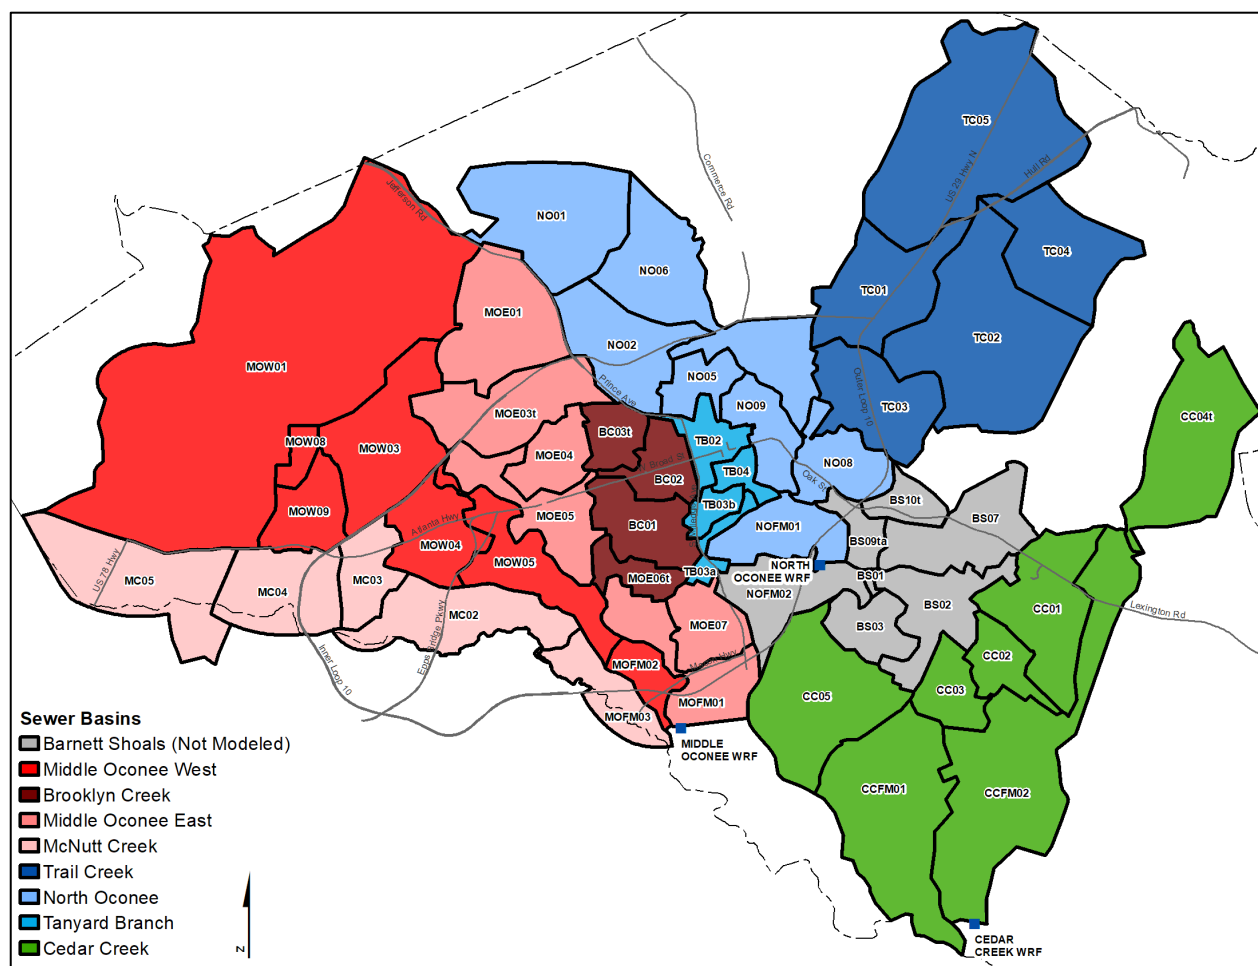 TC05
Commerce Rd
US 29 Hwy N
Hull Rd
Jefferson Rd
NO01
TC04
NO06
TC01
MOE01
NO02
TC02
MOW01
NO05
Prince Ave
Outer Loop 10
NO09
TC03
MOE03t
CC04t
BC03t
TB02
MOW08
MOW03
MOE04
W Broad St
NO08
TB04
BC02
Oak St
BS10t
TB03b
MOW09
MOE05
BC01
NOFM01
BS07
Atlanta Hwy
MOW04
BS09ta
MOW05
NORTH
OCONEE WRF
TB03a
US 78 Hwy
MC05
MC03
MOE06t
BS01
MC04
NOFM02
BS02
CC01
MC02
Lexington Rd
MOE07
BS03
Epps Bridge Pkwy
CC02
Inner Loop 10
MOFM02
CC03
CC05
MOFM01
MOFM03
MIDDLE
OCONEE WRF
CCFM01
CCFM02
CEDAR
CREEK WRF
Sewer Basins
Barnett Shoals (Not Modeled)
Middle Oconee West
Brooklyn Creek
Middle Oconee East
McNutt Creek
Trail Creek
North Oconee
Tanyard Branch
Cedar Creek
N